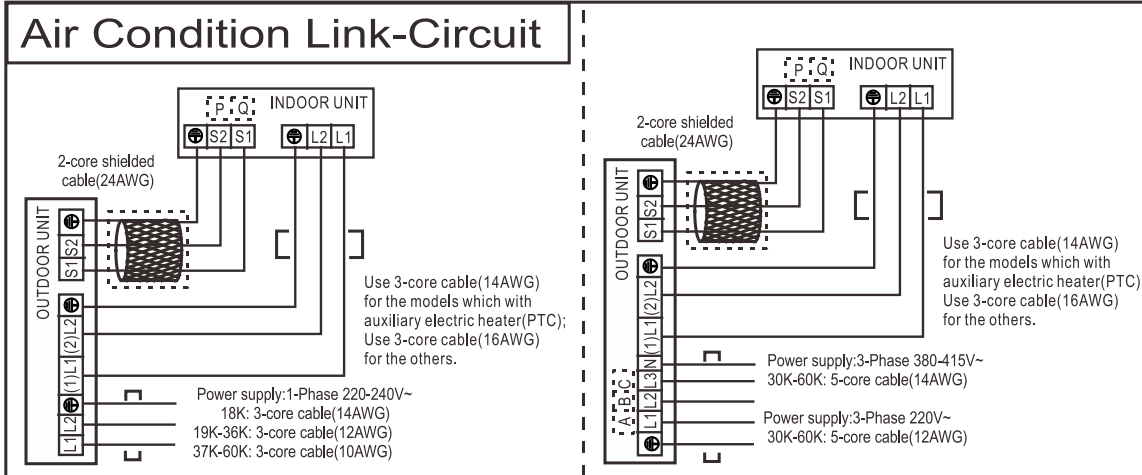 Air Condition Link-Circuit
P Q INDOOR UNIT
S2 S1 L2 L1
2-core shielded
cable(24AWG)
OUTDOOR UNIT
S2
S1
(2)L2
(1)L1
L2
L1
Use 3-core cable(14AWG)
for the models which with
auxiliary electric heater(PTC);
Use 3-core cable(16AWG)
for the others.
Power supply:1-Phase 220-240V~
18K: 3-core cable(14AWG)
19K-36K: 3-core cable(12AWG)
37K-60K: 3-core cable(10AWG)
P Q INDOOR UNIT
S2 S1 L2 L1
2-core shielded
cable(24AWG)
OUTDOOR UNIT
S2
S1
(2)L2
(1)L1
N
L3
L2
L1
A B C
Use 3-core cable(14AWG)
for the models which with
auxiliary electric heater(PTC)
Use 3-core cable(16AWG)
for the others.
Power supply:3-Phase 380-415V~
30K-60K: 5-core cable(14AWG)
Power supply:3-Phase 220V~
30K-60K: 5-core cable(12AWG)